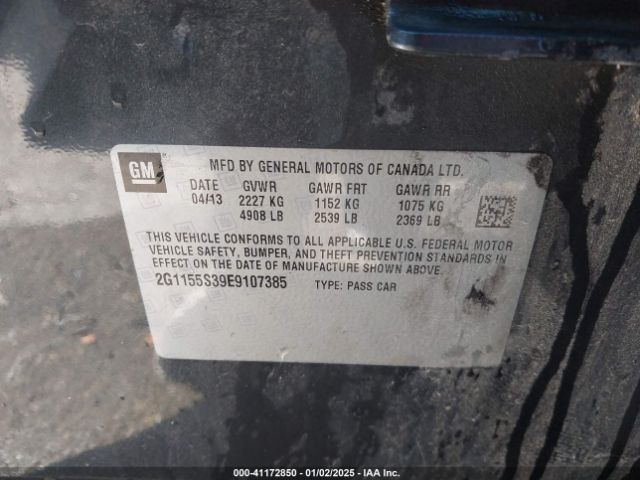 GM
MFD BY GENERAL MOTORS OF CANADA LTD.
DATE GVWR GAWR FRT GAWR RR
04/13 2227 KG 1152 KG 1075 KG
4908 LB 2539 LB 2369 LB
THIS VEHICLE CONFORMS TO ALL APPLICABLE U.S. FEDERAL MOTOR
VEHICLE SAFETY, BUMPER, AND THEFT PREVENTION STANDARDS IN
EFFECT ON THE DATE OF MANUFACTURE SHOWN ABOVE.
2G1155S39E9107385 TYPE: PASS CAR
000-41172850 - 01/02/2025 - IAA Inc.